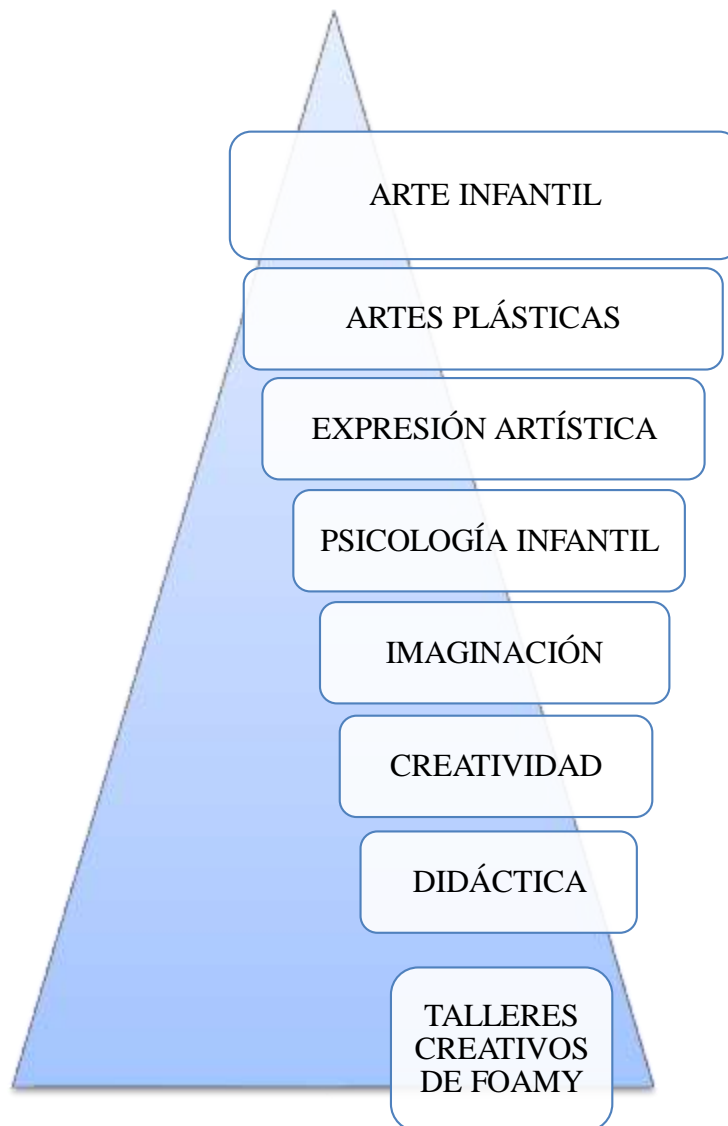 ARTE INFANTIL
ARTES PLÁSTICAS
EXPRESIÓN ARTÍSTICA
PSICOLOGÍA INFANTIL
IMAGINACIÓN
CREATIVIDAD
DIDÁCTICA
TALLERES
CREATIVOS
DE FOAMY